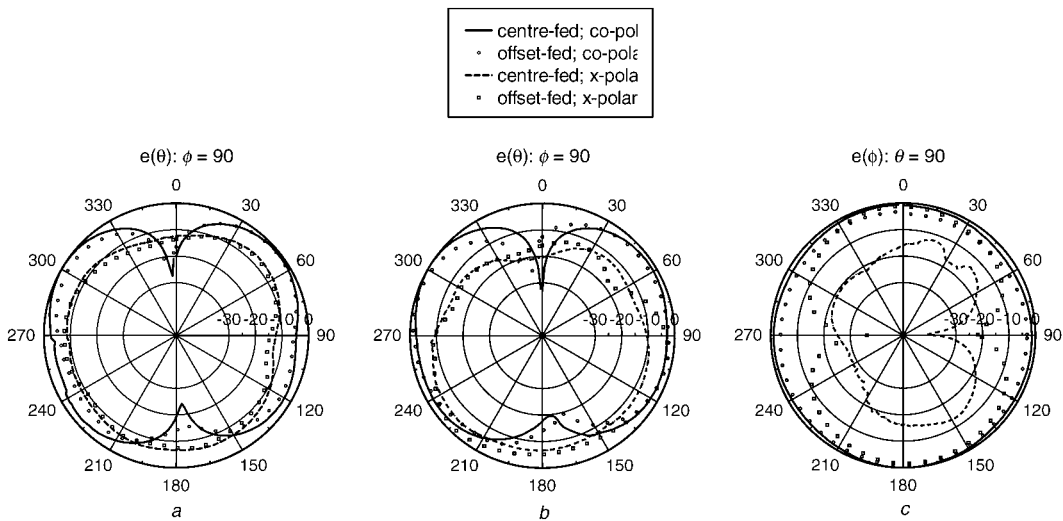 centre-fed; co-pol
offset-fed; co-pola
centre-fed; x-polar
offset-fed; x-polar
e(θ): ϕ = 90
0
330 30
300 60
-30 -20 -10 0
270 90
240 120
210 150
180
a
e(θ): ϕ = 90
0
330 30
300 60
-30 -20 -10 0
270 90
240 120
210 150
180
b
e(ϕ): θ = 90
0
330 30
300 60
-30 -20 -10 0
270 90
240 120
210 150
180
c